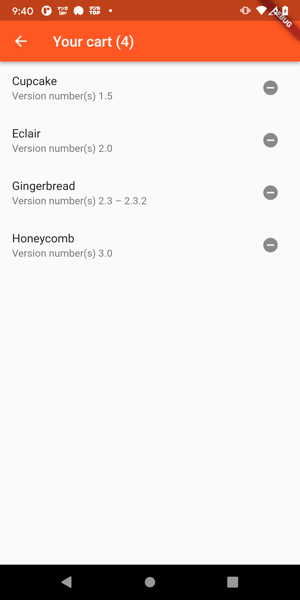 9:40
DEBUG
Your cart (4)
Cupcake
Version number(s) 1.5
Eclair
Version number(s) 2.0
Gingerbread
Version number(s) 2.3 – 2.3.2
Honeycomb
Version number(s) 3.0